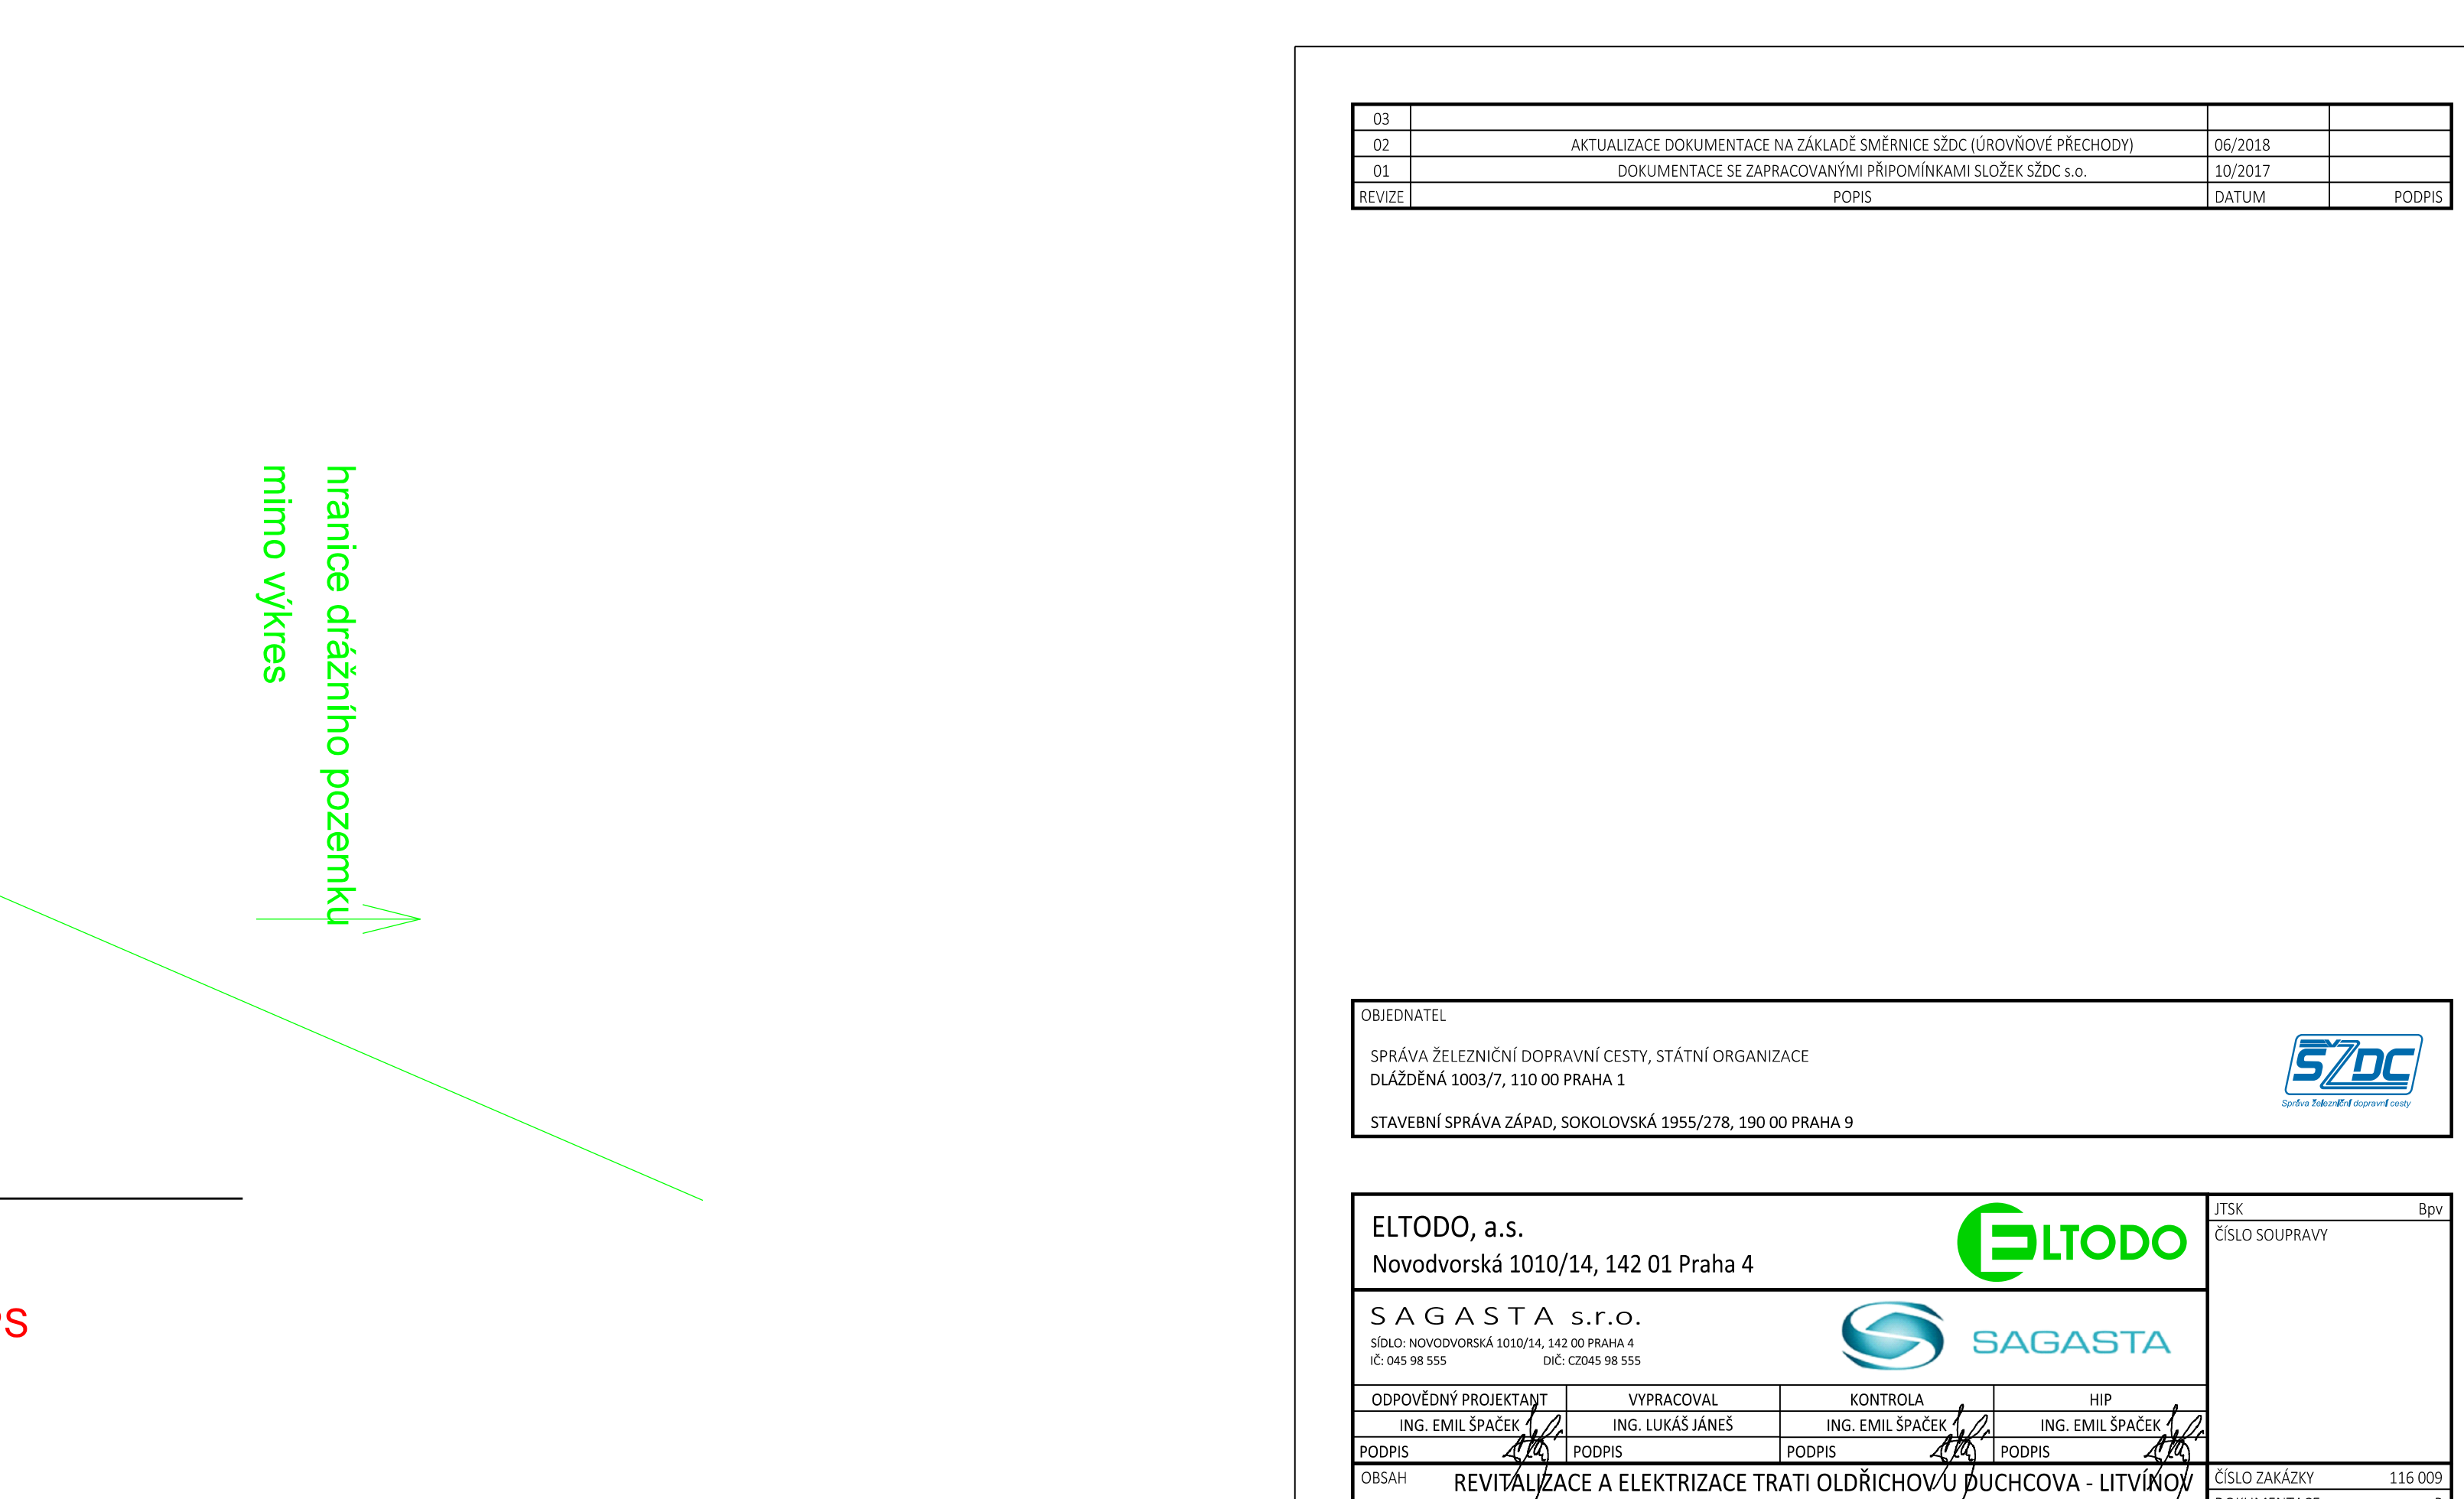 hranice drážního pozemku
mimo výkres
03
02 AKTUALIZACE DOKUMENTACE NA ZÁKLADĚ SMĚRNICE SŽDC (ÚROVŇOVÉ PŘECHODY) 06/2018
01 DOKUMENTACE SE ZAPRACOVANÝMI PŘIPOMÍNKAMI SLOŽEK SŽDC s.o. 10/2017
REVIZE POPIS DATUM PODPIS
OBJEDNATEL
SPRÁVA ŽELEZNIČNÍ DOPRAVNÍ CESTY, STÁTNÍ ORGANIZACE
DLÁŽDĚNÁ 1003/7, 110 00 PRAHA 1
STAVEBNÍ SPRÁVA ZÁPAD, SOKOLOVSKÁ 1955/278, 190 00 PRAHA 9
SŽDC
Správa železniční dopravní cesty
ELTODO, a.s.
Novodvorská 1010/14, 142 01 Praha 4
ELTODO
JTSK Bpv
ČÍSLO SOUPRAVY
SAGASTA s.r.o.
SÍDLO: NOVODVORSKÁ 1010/14, 142 00 PRAHA 4
IČ: 045 98 555 DIČ: CZ045 98 555
SAGASTA
ODPOVĚDNÝ PROJEKTANT VYPRACOVAL KONTROLA HIP
ING. EMIL ŠPAČEK ING. LUKÁŠ JÁNEŠ ING. EMIL ŠPAČEK ING. EMIL ŠPAČEK
PODPIS PODPIS PODPIS PODPIS
OBSAH REVITALIZACE A ELEKTRIZACE TRATI OLDŘICHOV U DUCHCOVA - LITVÍNOV
ČÍSLO ZAKÁZKY 116 009